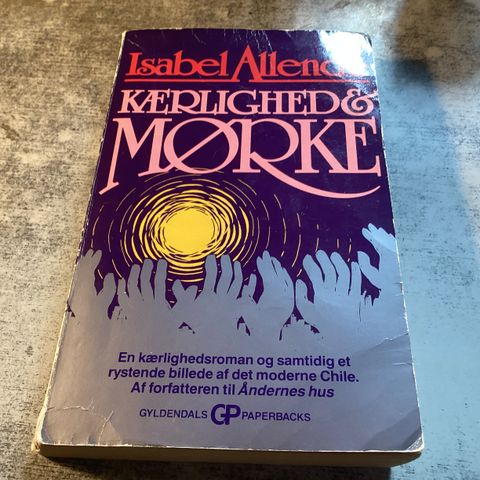 Isabel Allende
KÆRLIGHED &
MØRKE
En kærlighedsroman og samtidig et
rystende billede af det moderne Chile.
Af forfatteren til Åndernes hus
GYLDENDALS GP PAPERBACKS